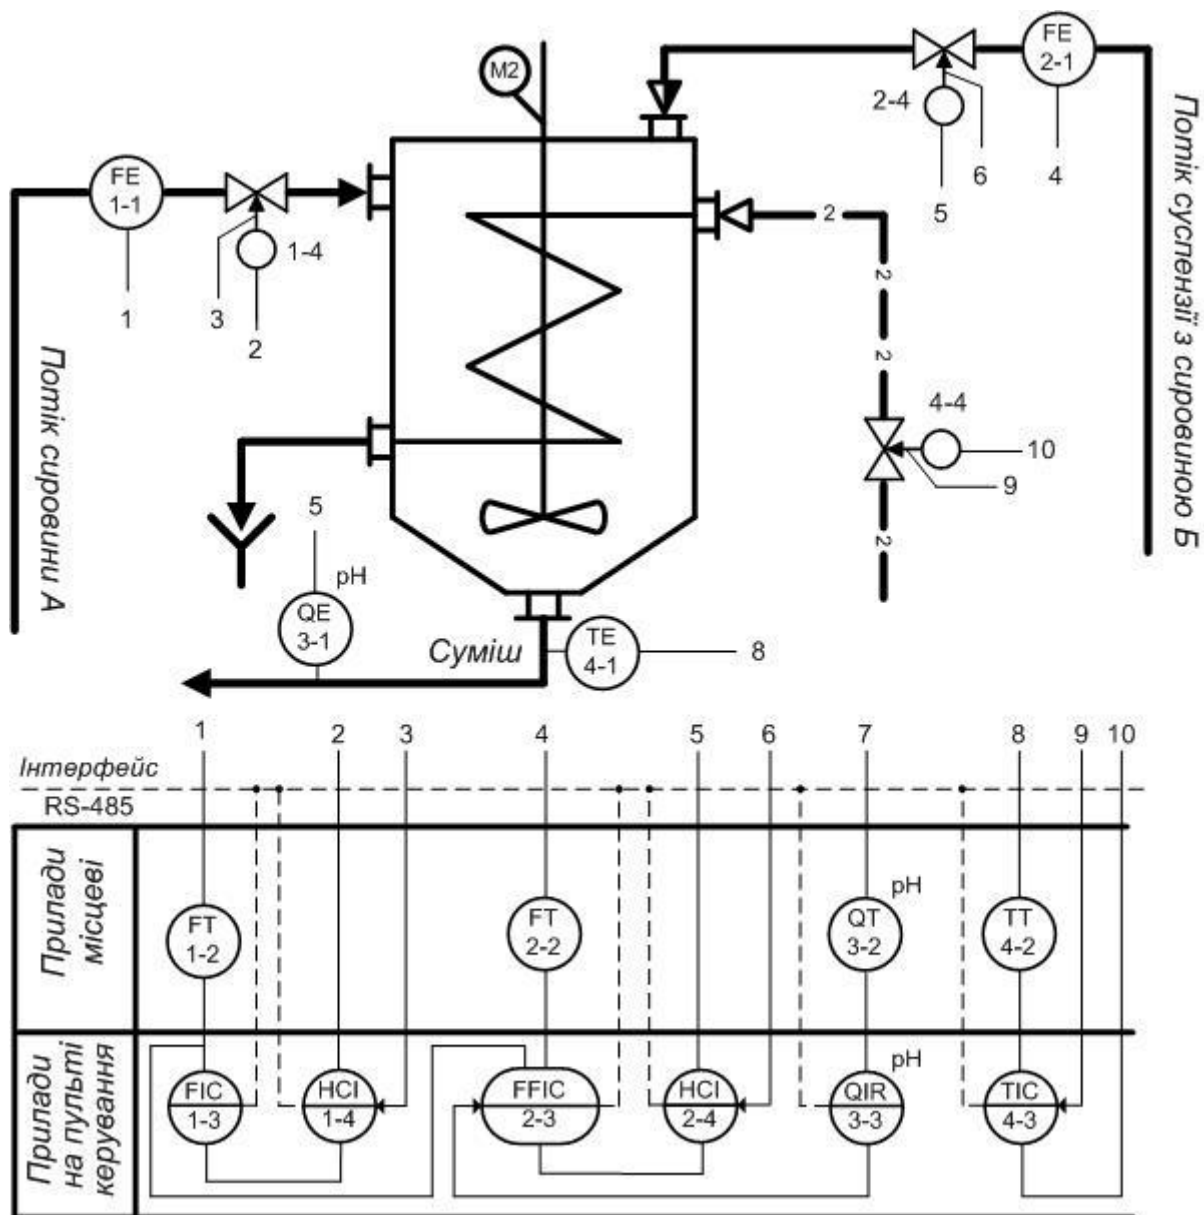 M2
FE
2-1
2-4
6
4
5
FE
1-1
1-4
1
3
2
2
2
2
2
4-4
10
9
Потік сировини А
Потік суспензії з сировиною Б
5
pH
QE
3-1
Суміш
TE
4-1
8
1 2 3 4 5 6 7 8 9 10
Інтерфейс
RS-485
Прилади
місцеві
FT
1-2
FT
2-2
pH
QT
3-2
TT
4-2
Прилади
на пульті
керування
FIC
1-3
HCI
1-4
FFIC
2-3
HCI
2-4
pH
QIR
3-3
TIC
4-3